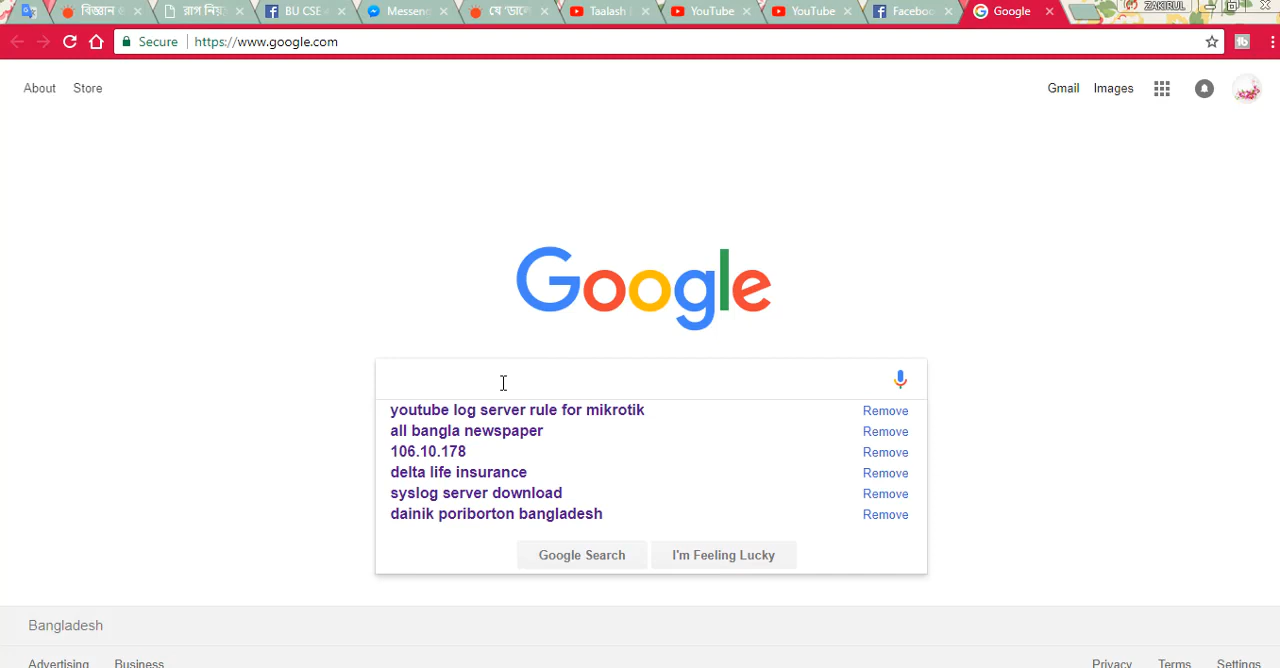 বিজ্ঞান ও
রাগ নিয়
BU CSE
Messeng
যে 'ডালে
Taalash
YouTube
YouTube
Facebo
Google
ZAKIRUL
Secure
https://www.google.com
About
Store
Gmail
Images
Google
youtube log server rule for mikrotik
Remove
all bangla newspaper
Remove
106.10.178
Remove
delta life insurance
Remove
syslog server download
Remove
dainik poriborton bangladesh
Remove
Google Search
I'm Feeling Lucky
Bangladesh
Advertising
Business
Privacy
Terms
Settings